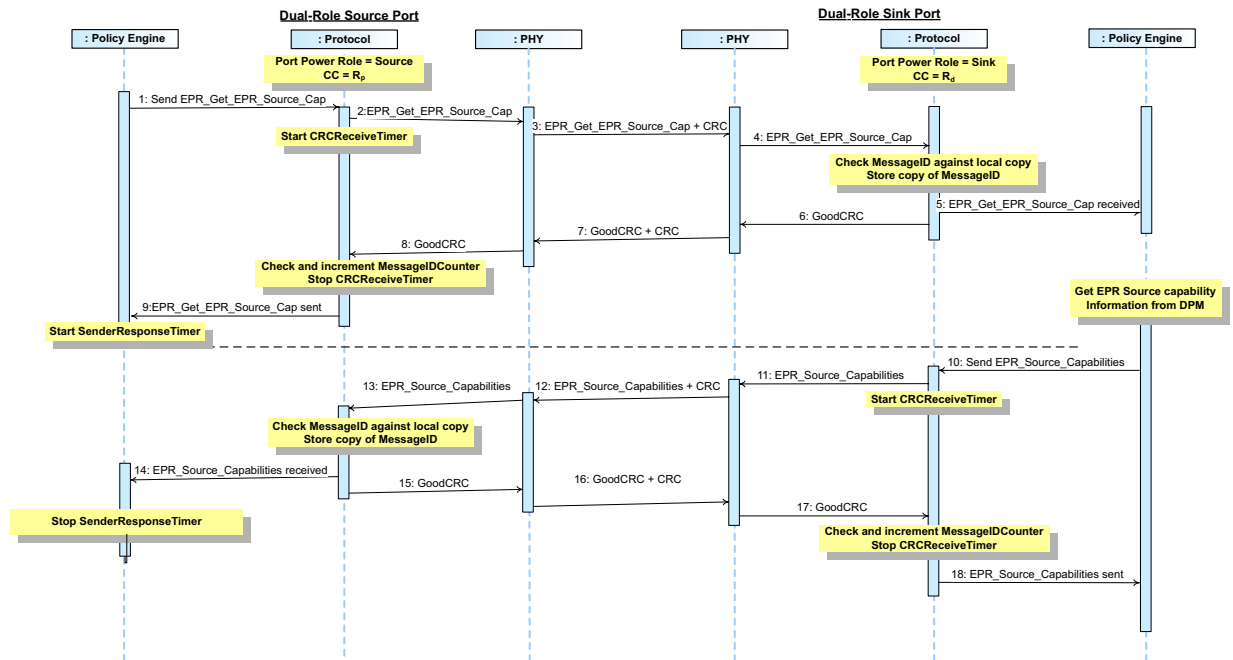 Dual-Role Source Port
Dual-Role Sink Port
: Policy Engine
: Protocol
: PHY
: PHY
: Protocol
: Policy Engine
Port Power Role = Source
CC = Rp
Port Power Role = Sink
CC = Rd
1: Send EPR_Get_EPR_Source_Cap
2:EPR_Get_EPR_Source_Cap
Start CRCReceiveTimer
3: EPR_Get_EPR_Source_Cap + CRC
4: EPR_Get_EPR_Source_Cap
Check MessageID against local copy
Store copy of MessageID
5: EPR_Get_EPR_Source_Cap received
6: GoodCRC
7: GoodCRC + CRC
8: GoodCRC
Check and increment MessageIDCounter
Stop CRCReceiveTimer
9:EPR_Get_EPR_Source_Cap sent
Start SenderResponseTimer
Get EPR Source capability
Information from DPM
10: Send EPR_Source_Capabilities
11: EPR_Source_Capabilities
Start CRCReceiveTimer
12: EPR_Source_Capabilities + CRC
13: EPR_Source_Capabilities
Check MessageID against local copy
Store copy of MessageID
14: EPR_Source_Capabilities received
15: GoodCRC
16: GoodCRC + CRC
17: GoodCRC
Stop SenderResponseTimer
Check and increment MessageIDCounter
Stop CRCReceiveTimer
18: EPR_Source_Capabilities sent